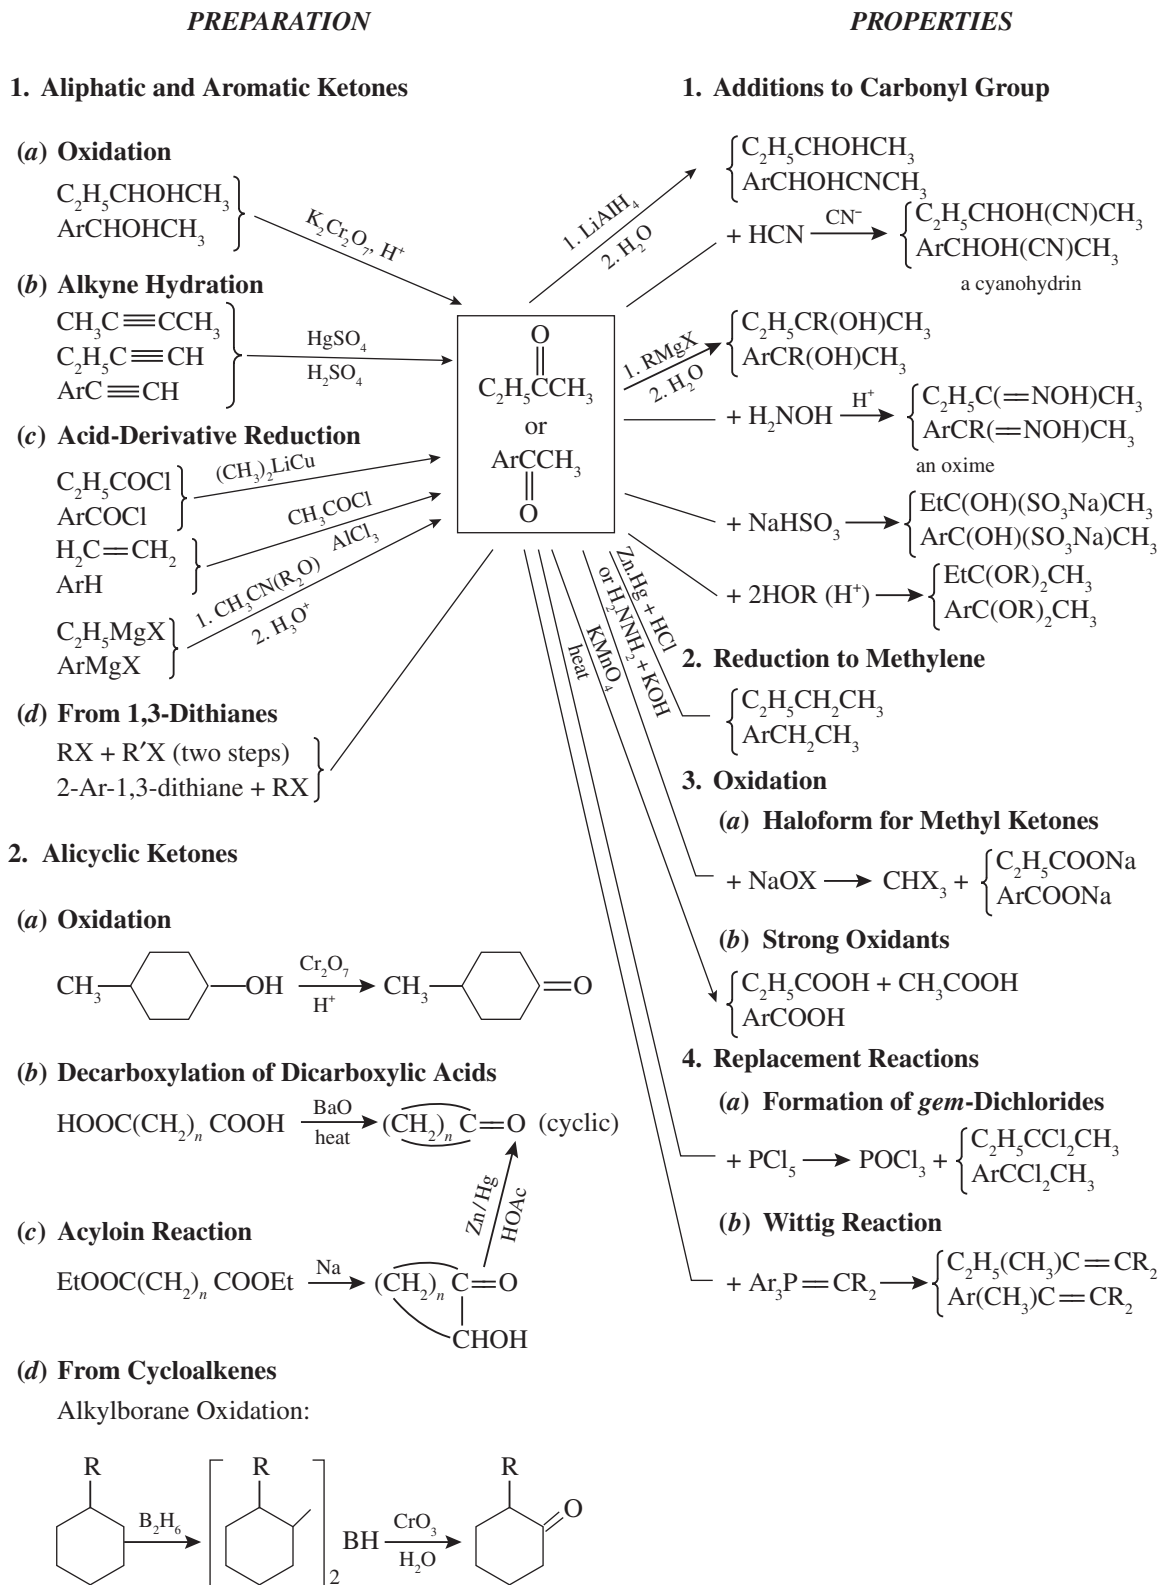 PREPARATION
1. Aliphatic and Aromatic Ketones
(a) Oxidation
C₂H₅CHOHCH₃
ArCHOHCH₃
K₂Cr₂O₇, H⁺
(b) Alkyne Hydration
CH₃C≡CCH₃
C₂H₅C≡CH
ArC≡CH
HgSO₄
H₂SO₄
(c) Acid-Derivative Reduction
C₂H₅COCl
ArCOCl
(CH₃)₂LiCu
H₂C=CH₂
ArH
CH₃COCl
AlCl₃
C₂H₅MgX
ArMgX
1. CH₃CN(R₂O)
2. H₃O⁺
(d) From 1,3-Dithianes
RX + R′X (two steps)
2-Ar-1,3-dithiane + RX
O
C₂H₅CCH₃
or
ArCCH₃
O
2. Alicyclic Ketones
(a) Oxidation
CH₃ OH Cr₂O₇ H⁺ CH₃ =O
(b) Decarboxylation of Dicarboxylic Acids
HOOC(CH₂)ₙ COOH BaO heat (CH₂)ₙ C=O (cyclic)
Zn/Hg
HOAc
(c) Acyloin Reaction
EtOOC(CH₂)ₙ COOEt Na (CH₂)ₙ C=O
CHOH
(d) From Cycloalkenes
Alkylborane Oxidation:
R R R
O
B₂H₆ 2 BH CrO₃ H₂O
PROPERTIES
1. Additions to Carbonyl Group
1. LiAlH₄
2. H₂O
C₂H₅CHOHCH₃
ArCHOHCNCH₃
+ HCN CN⁻
C₂H₅CHOH(CN)CH₃
ArCHOH(CN)CH₃
a cyanohydrin
1. RMgX
2. H₂O
C₂H₅CR(OH)CH₃
ArCR(OH)CH₃
+ H₂NOH H⁺
C₂H₅C(=NOH)CH₃
ArCR(=NOH)CH₃
an oxime
+ NaHSO₃
EtC(OH)(SO₃Na)CH₃
ArC(OH)(SO₃Na)CH₃
+ 2HOR (H⁺)
EtC(OR)₂CH₃
ArC(OR)₂CH₃
2. Reduction to Methylene
Zn.Hg + HCl
or H₂NNH₂ + KOH
C₂H₅CH₂CH₃
ArCH₂CH₃
3. Oxidation
(a) Haloform for Methyl Ketones
+ NaOX CHX₃ +
C₂H₅COONa
ArCOONa
(b) Strong Oxidants
KMnO₄
heat
C₂H₅COOH + CH₃COOH
ArCOOH
4. Replacement Reactions
(a) Formation of gem-Dichlorides
+ PCl₅ POCl₃ +
C₂H₅CCl₂CH₃
ArCCl₂CH₃
(b) Wittig Reaction
+ Ar₃P=CR₂
C₂H₅(CH₃)C=CR₂
Ar(CH₃)C=CR₂